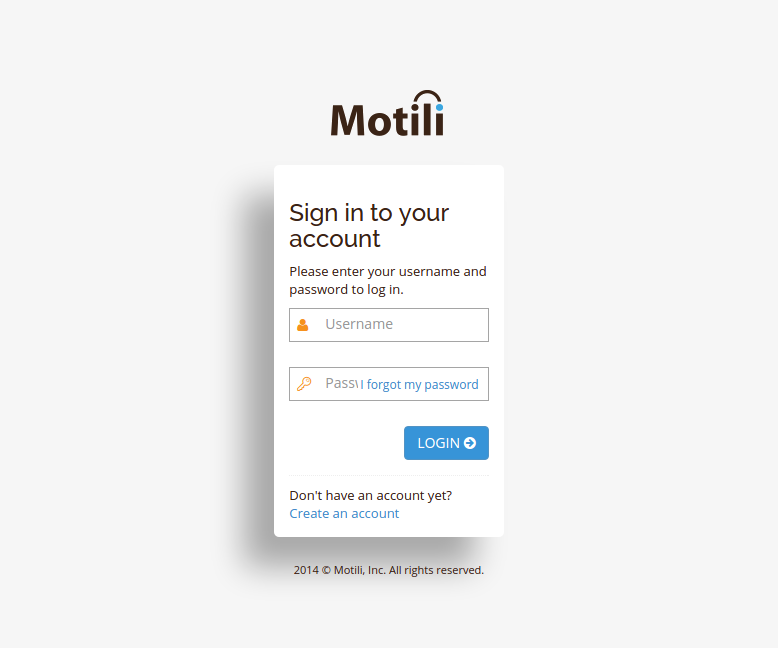 Motili
Sign in to your
account
Please enter your username and
password to log in.
Username
Pass I forgot my password
LOGIN
Don't have an account yet?
Create an account
2014 © Motili, Inc. All rights reserved.